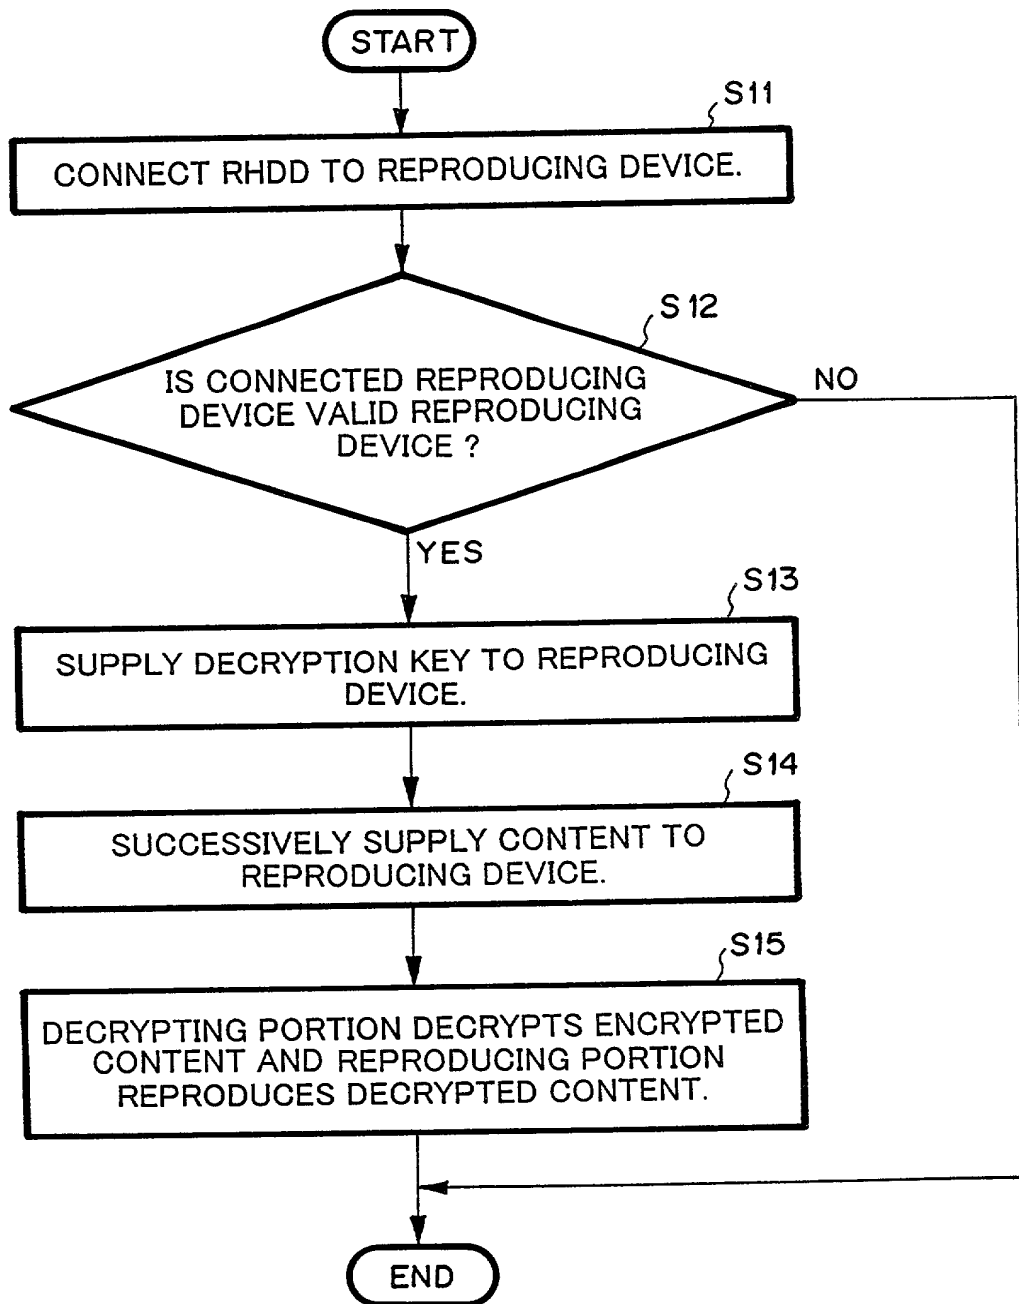 START
S11
CONNECT RHDD TO REPRODUCING DEVICE.
S12
IS CONNECTED REPRODUCING
DEVICE VALID REPRODUCING
DEVICE ?
NO
YES
S13
SUPPLY DECRYPTION KEY TO REPRODUCING
DEVICE.
S14
SUCCESSIVELY SUPPLY CONTENT TO
REPRODUCING DEVICE.
S15
DECRYPTING PORTION DECRYPTS ENCRYPTED
CONTENT AND REPRODUCING PORTION
REPRODUCES DECRYPTED CONTENT.
END